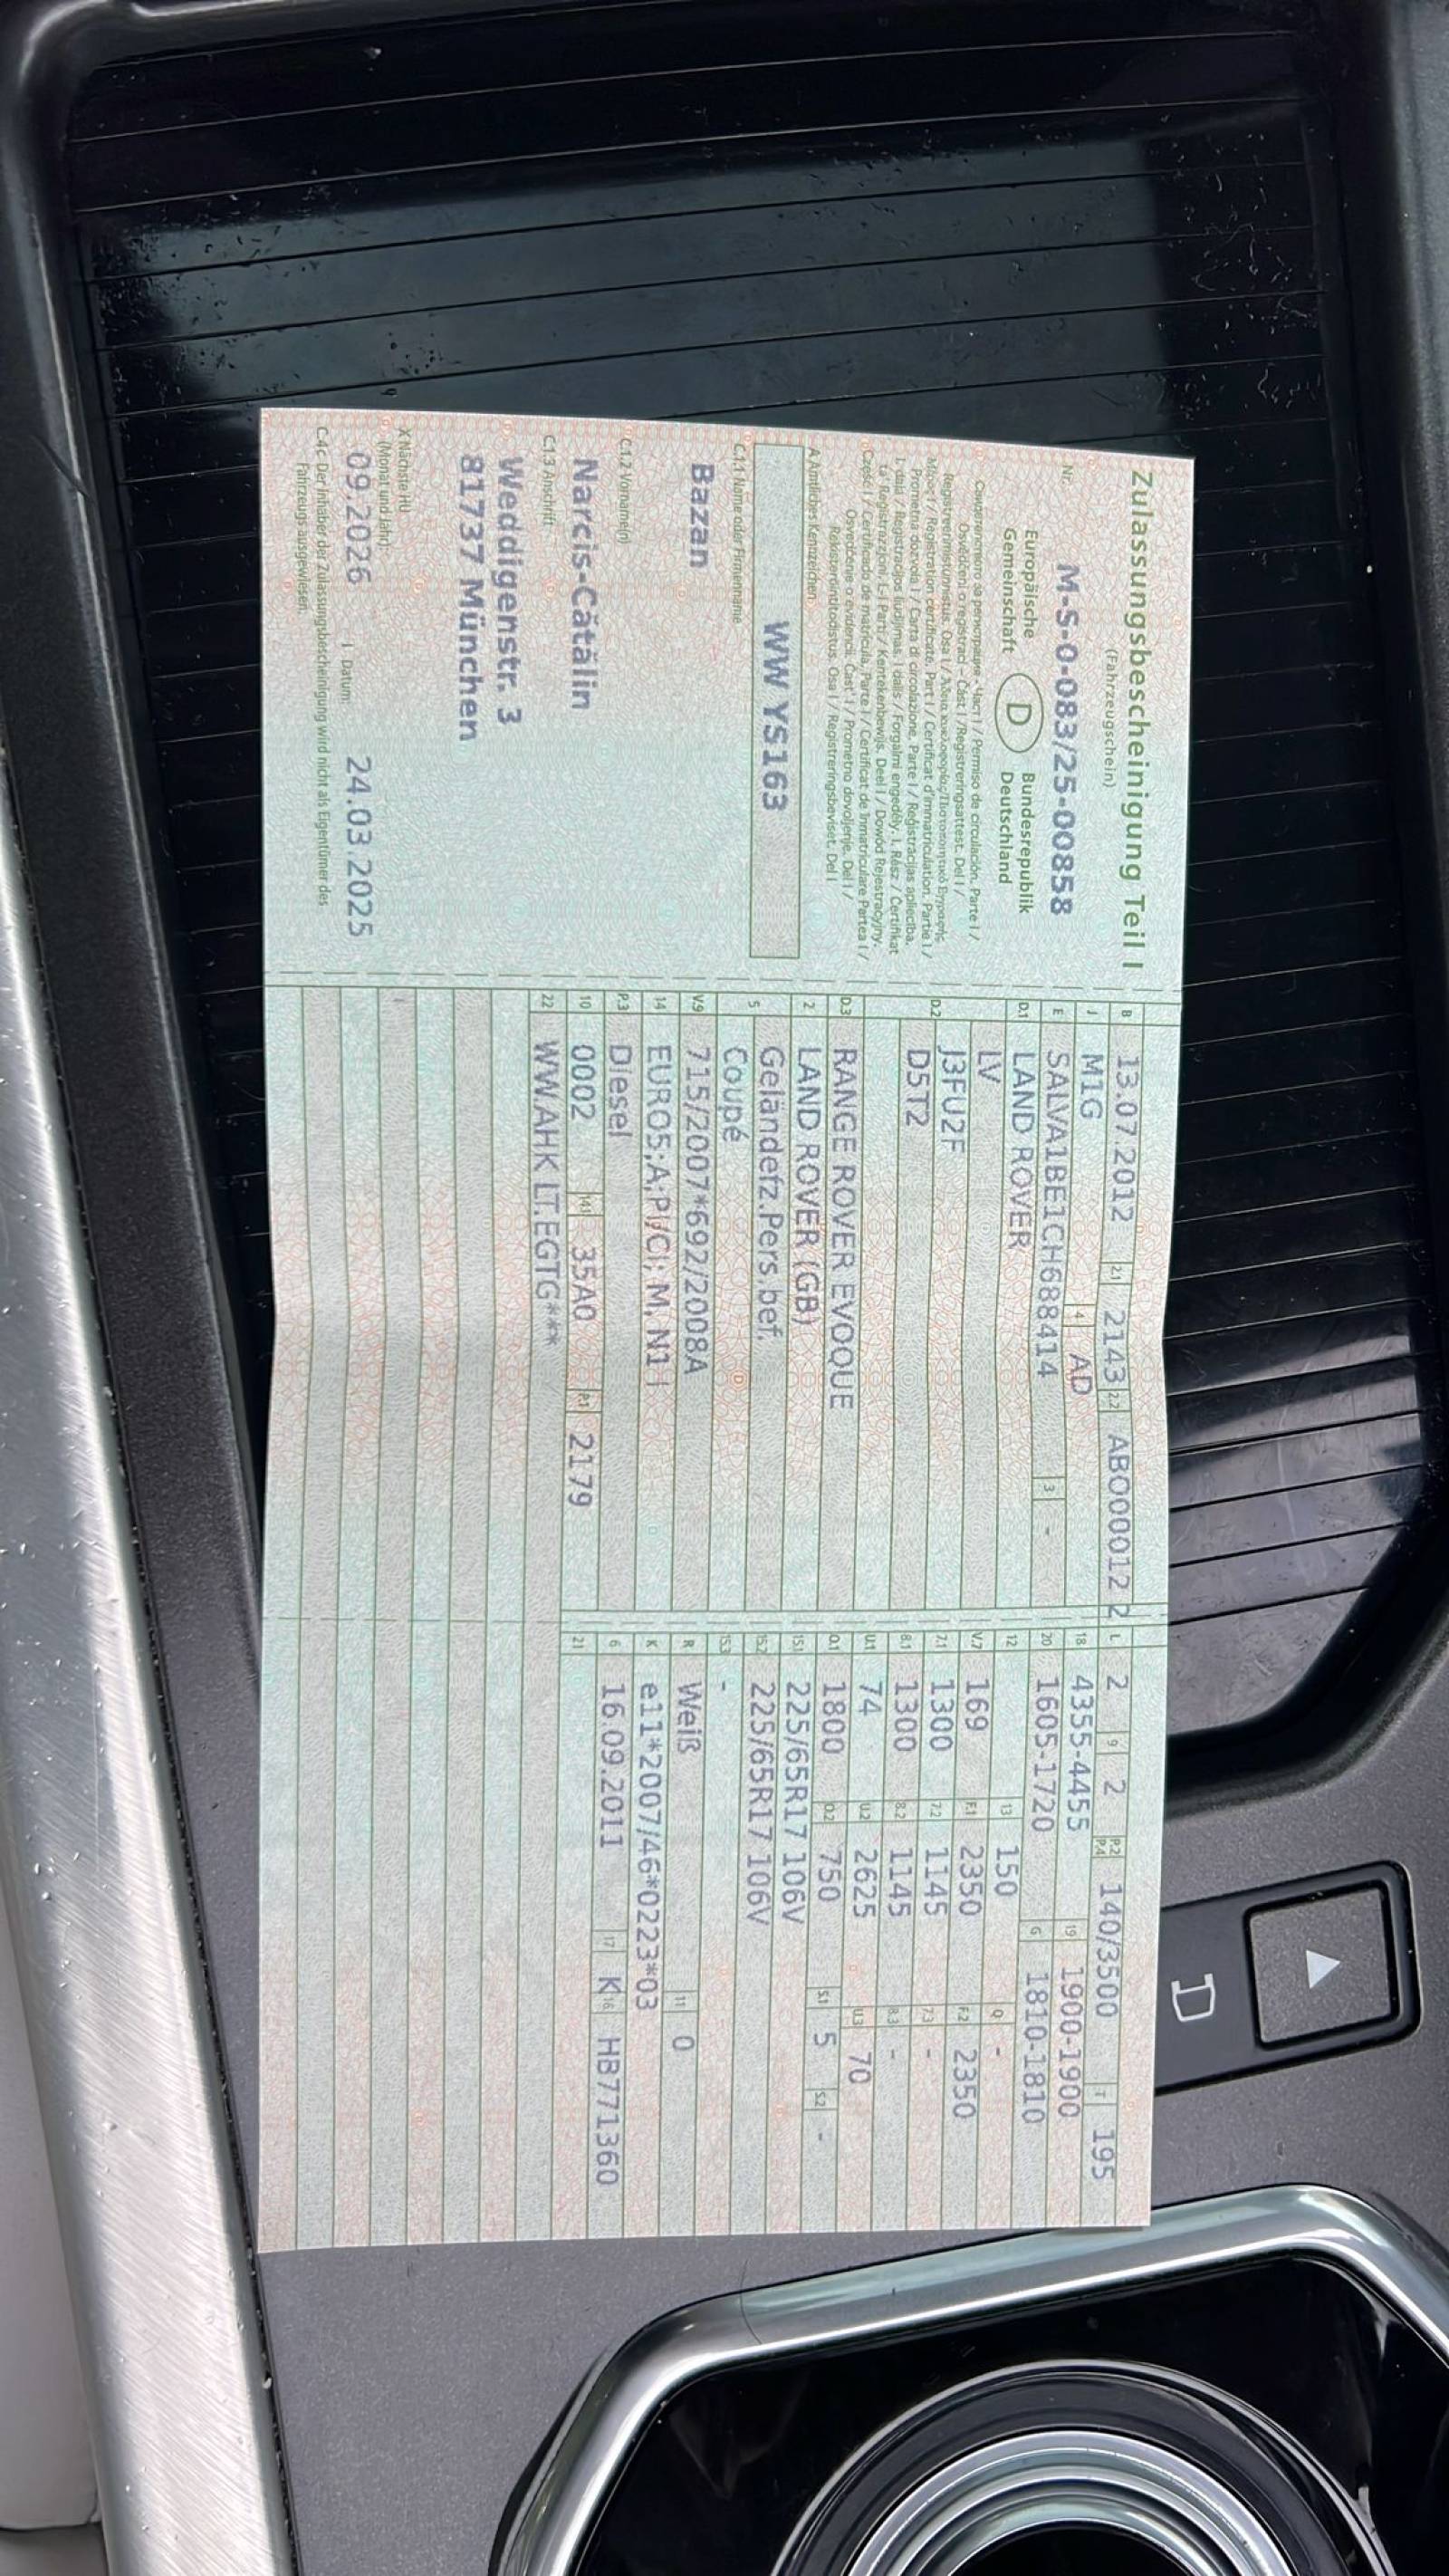 Zulassungsbescheinigung Teil I
(Fahrzeugschein)
Nr.
M-S-0-083/25-00858
Europäische
Gemeinschaft
D
Bundesrepublik
Deutschland
A Amtliches Kennzeichen
WW YS163
C.1.1 Name oder Firmenname
Bazan
C.1.2 Vorname(n)
Narcis-Cătălin
C.1.3 Anschrift
Weddigenstr. 3
81737 München
X Nächste HU
(Monat und Jahr):
09.2026
Datum:
24.03.2025
C.4c Der Inhaber der Zulassungsbescheinigung wird nicht als Eigentümer des
Fahrzeugs ausgewiesen.
B 13.07.2012 2.1 2143 2.2 ABO00012 2
J M1G 4 AD
E SALVA1BE1CH688414 3 -
D.1 LAND ROVER
LV
D.2 J3FU2F
D5T2
D.3 RANGE ROVER EVOQUE
2 LAND ROVER (GB)
5 Geländefz.Pers.bef.
Coupé
V.9 715/2007*692/2008A
14 EURO5;A;PI/CI; M, N1 I
P.3 Diesel
10 0002 14.1 35A0 P.1 2179
22 WW.AHK LT.EGTG***
L 2 9 2 P.2 P.4 140/3500 T 195
18 4355-4455 19 1900-1900
20 1605-1720 G 1810-1810
12 13 150 Q -
V.7 169 F.1 2350 F.2 2350
7.1 1300 7.2 1145 7.3 -
8.1 1300 8.2 1145 8.3 -
U.1 74 U.2 2625 U.3 70
O.1 1800 O.2 750 S.1 5 S.2 -
15.1 225/65R17 106V
15.2 225/65R17 106V
15.3 -
R Weiß 11 0
K e11*2007/46*0223*03
6 16.09.2011 17 K 16 HB771360
21
D